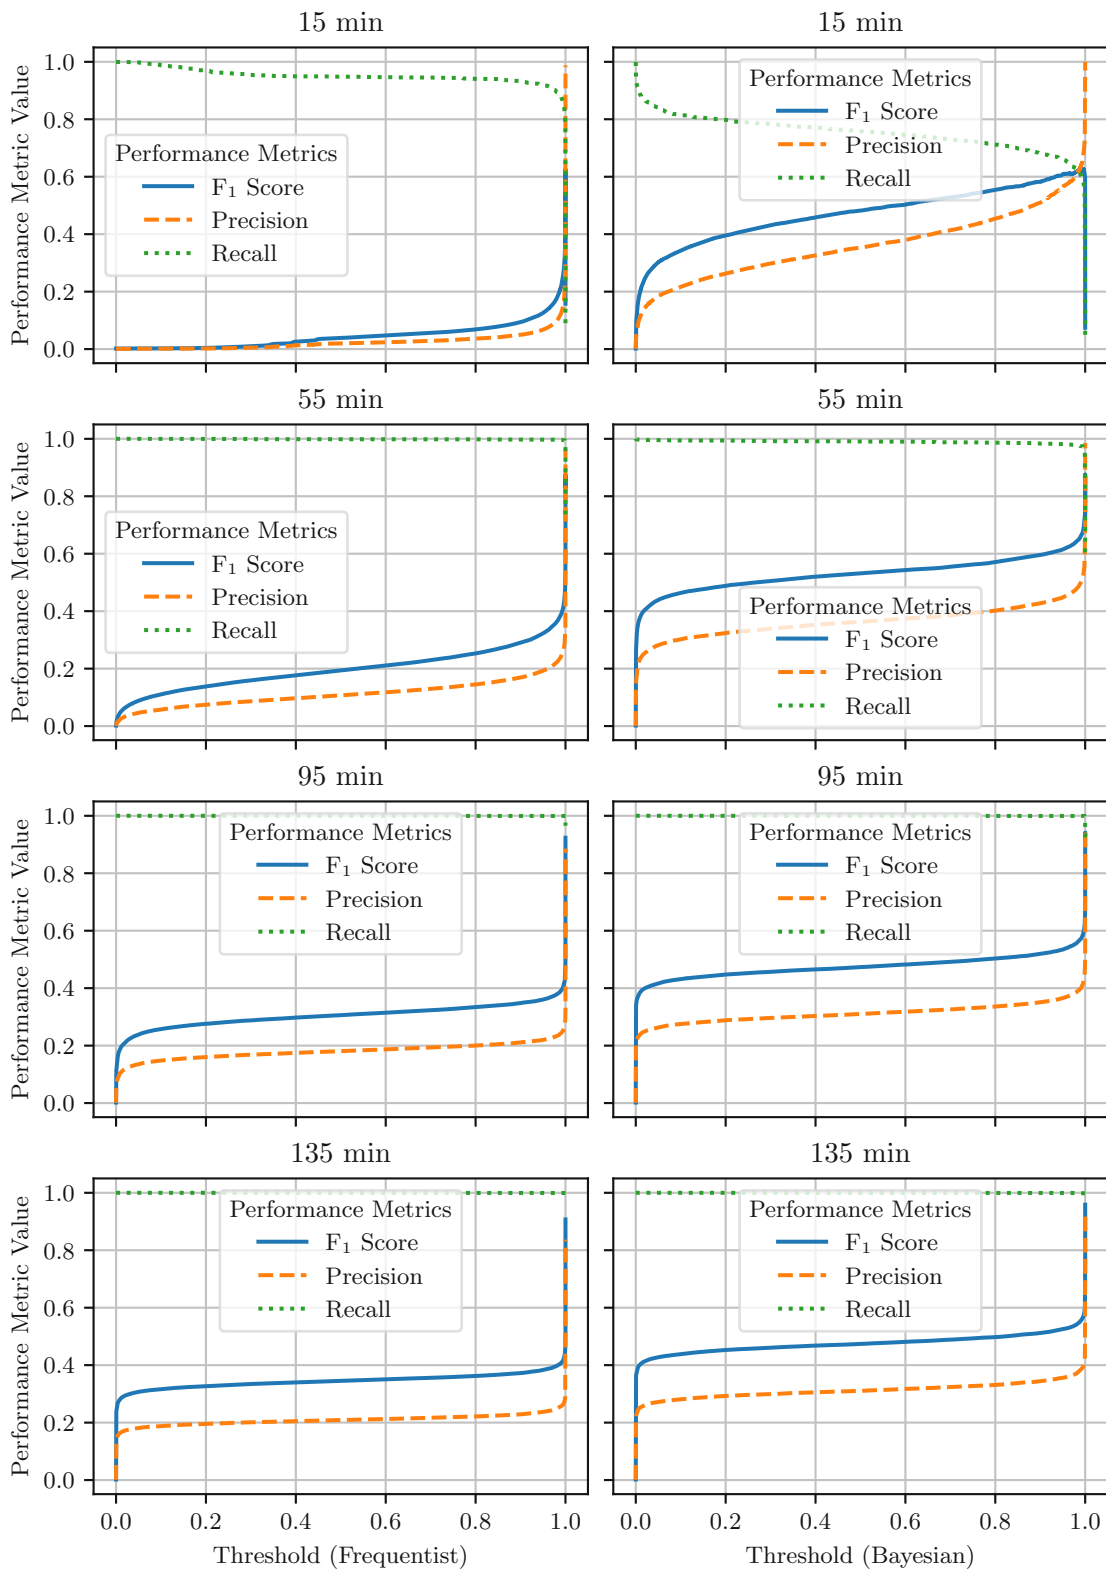 15 min
15 min
Performance Metric Value
1.0
0.8
0.6
0.4
0.2
0.0
Performance Metrics
F₁ Score
Precision
Recall
Performance Metrics
F₁ Score
Precision
Recall
55 min
55 min
Performance Metric Value
1.0
0.8
0.6
0.4
0.2
0.0
Performance Metrics
F₁ Score
Precision
Recall
Performance Metrics
F₁ Score
Precision
Recall
95 min
95 min
Performance Metric Value
1.0
0.8
0.6
0.4
0.2
0.0
Performance Metrics
F₁ Score
Precision
Recall
Performance Metrics
F₁ Score
Precision
Recall
135 min
135 min
Performance Metric Value
1.0
0.8
0.6
0.4
0.2
0.0
Performance Metrics
F₁ Score
Precision
Recall
Performance Metrics
F₁ Score
Precision
Recall
0.0 0.2 0.4 0.6 0.8 1.0
0.0 0.2 0.4 0.6 0.8 1.0
Threshold (Frequentist)
Threshold (Bayesian)